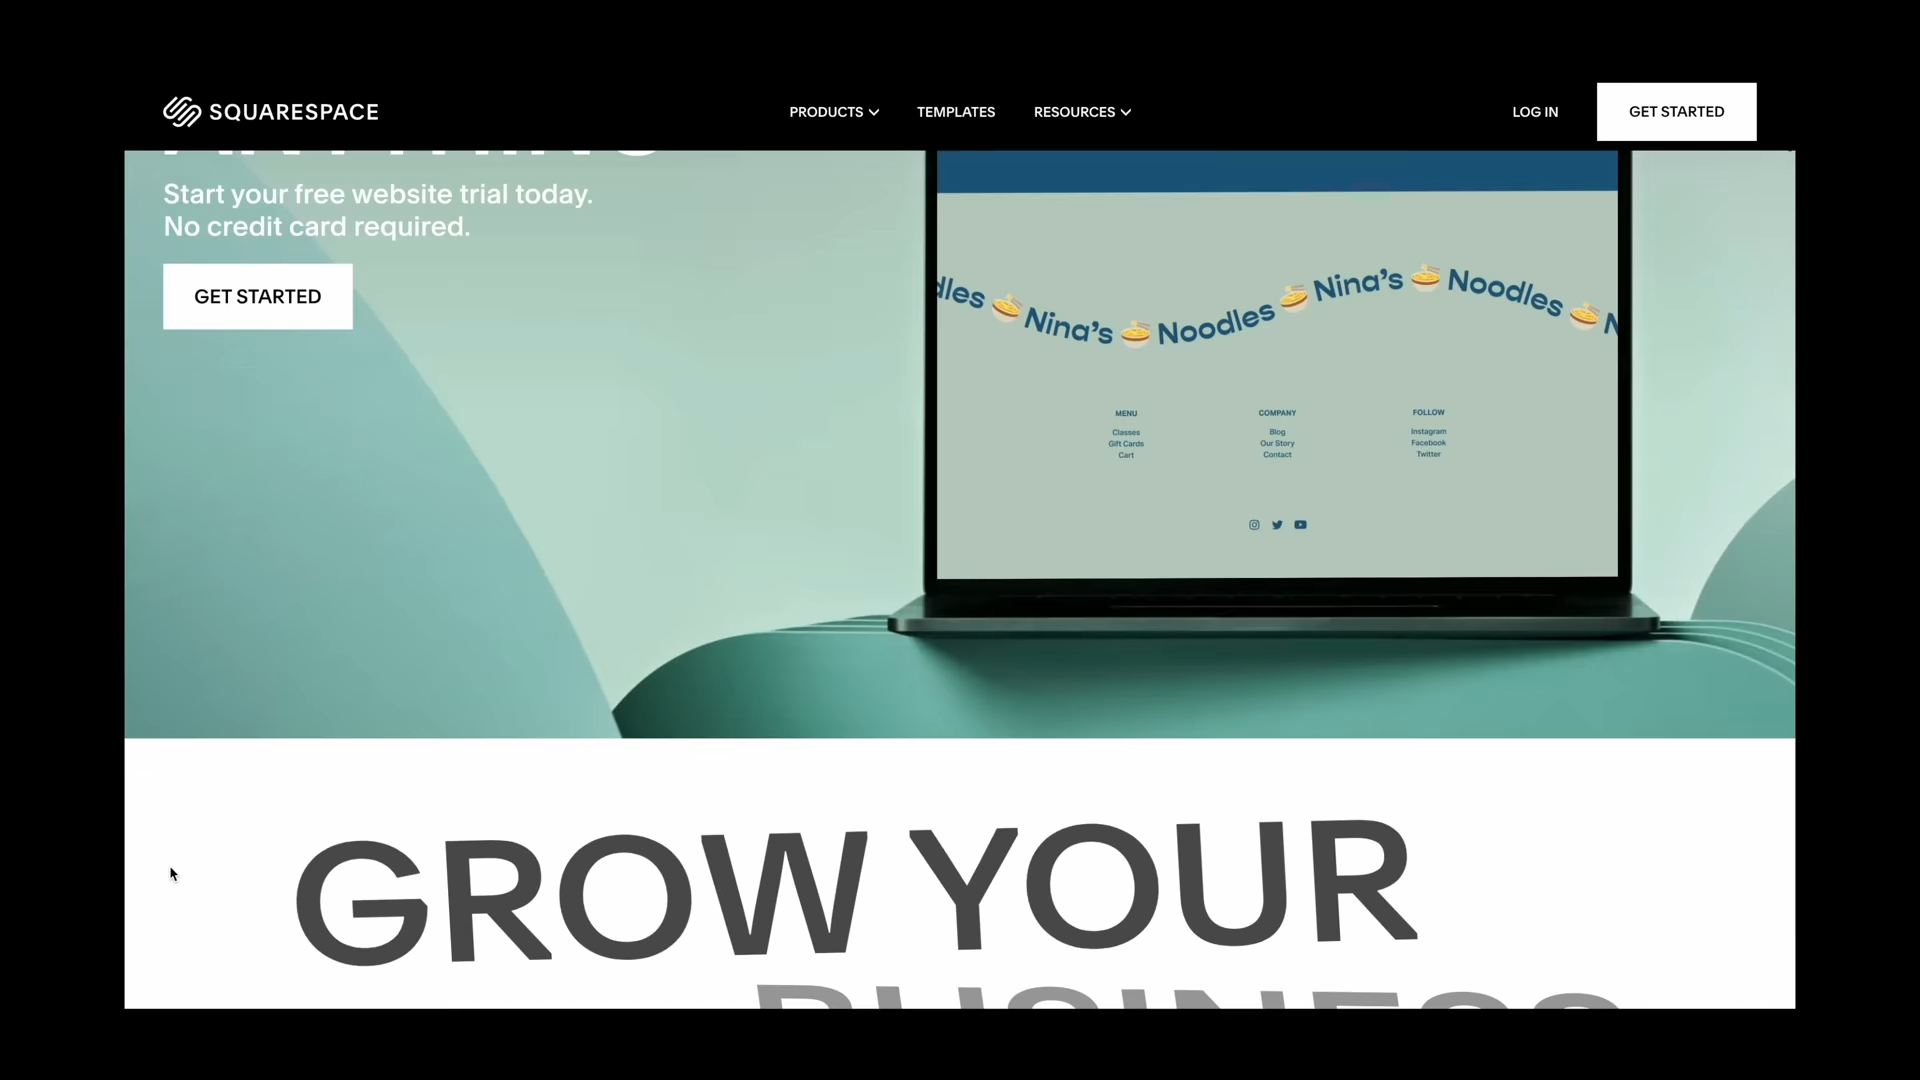 SQUARESPACE
PRODUCTS
TEMPLATES
RESOURCES
LOG IN
GET STARTED
Start your free website trial today.
No credit card required.
GET STARTED
Nina's Noodles Nina's Noodles
MENU
Classes
Gift Cards
Cart
COMPANY
Blog
Our Story
Contact
FOLLOW
Instagram
Facebook
Twitter
GROW YOUR
BUSINESS